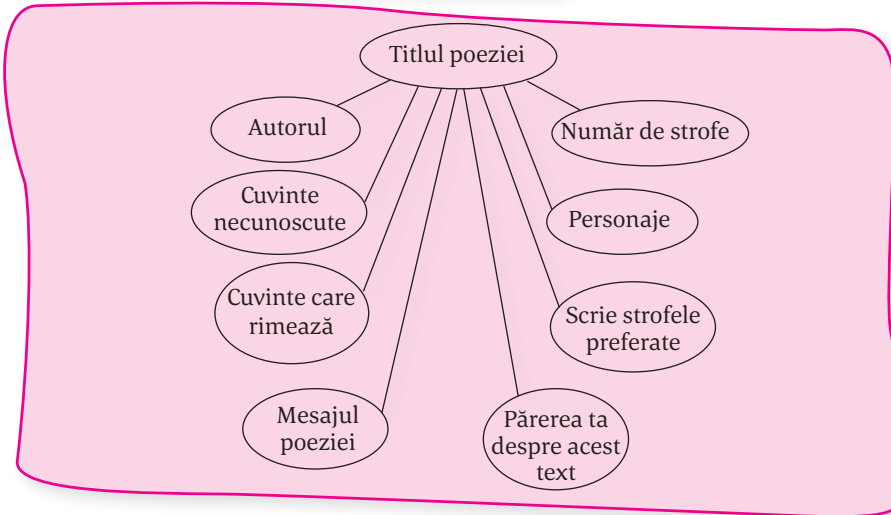 Titlul poeziei
Autorul
Număr de strofe
Cuvinte
necunoscute
Personaje
Cuvinte care
rimează
Scrie strofele
preferate
Mesajul
poeziei
Părerea ta
despre acest
text